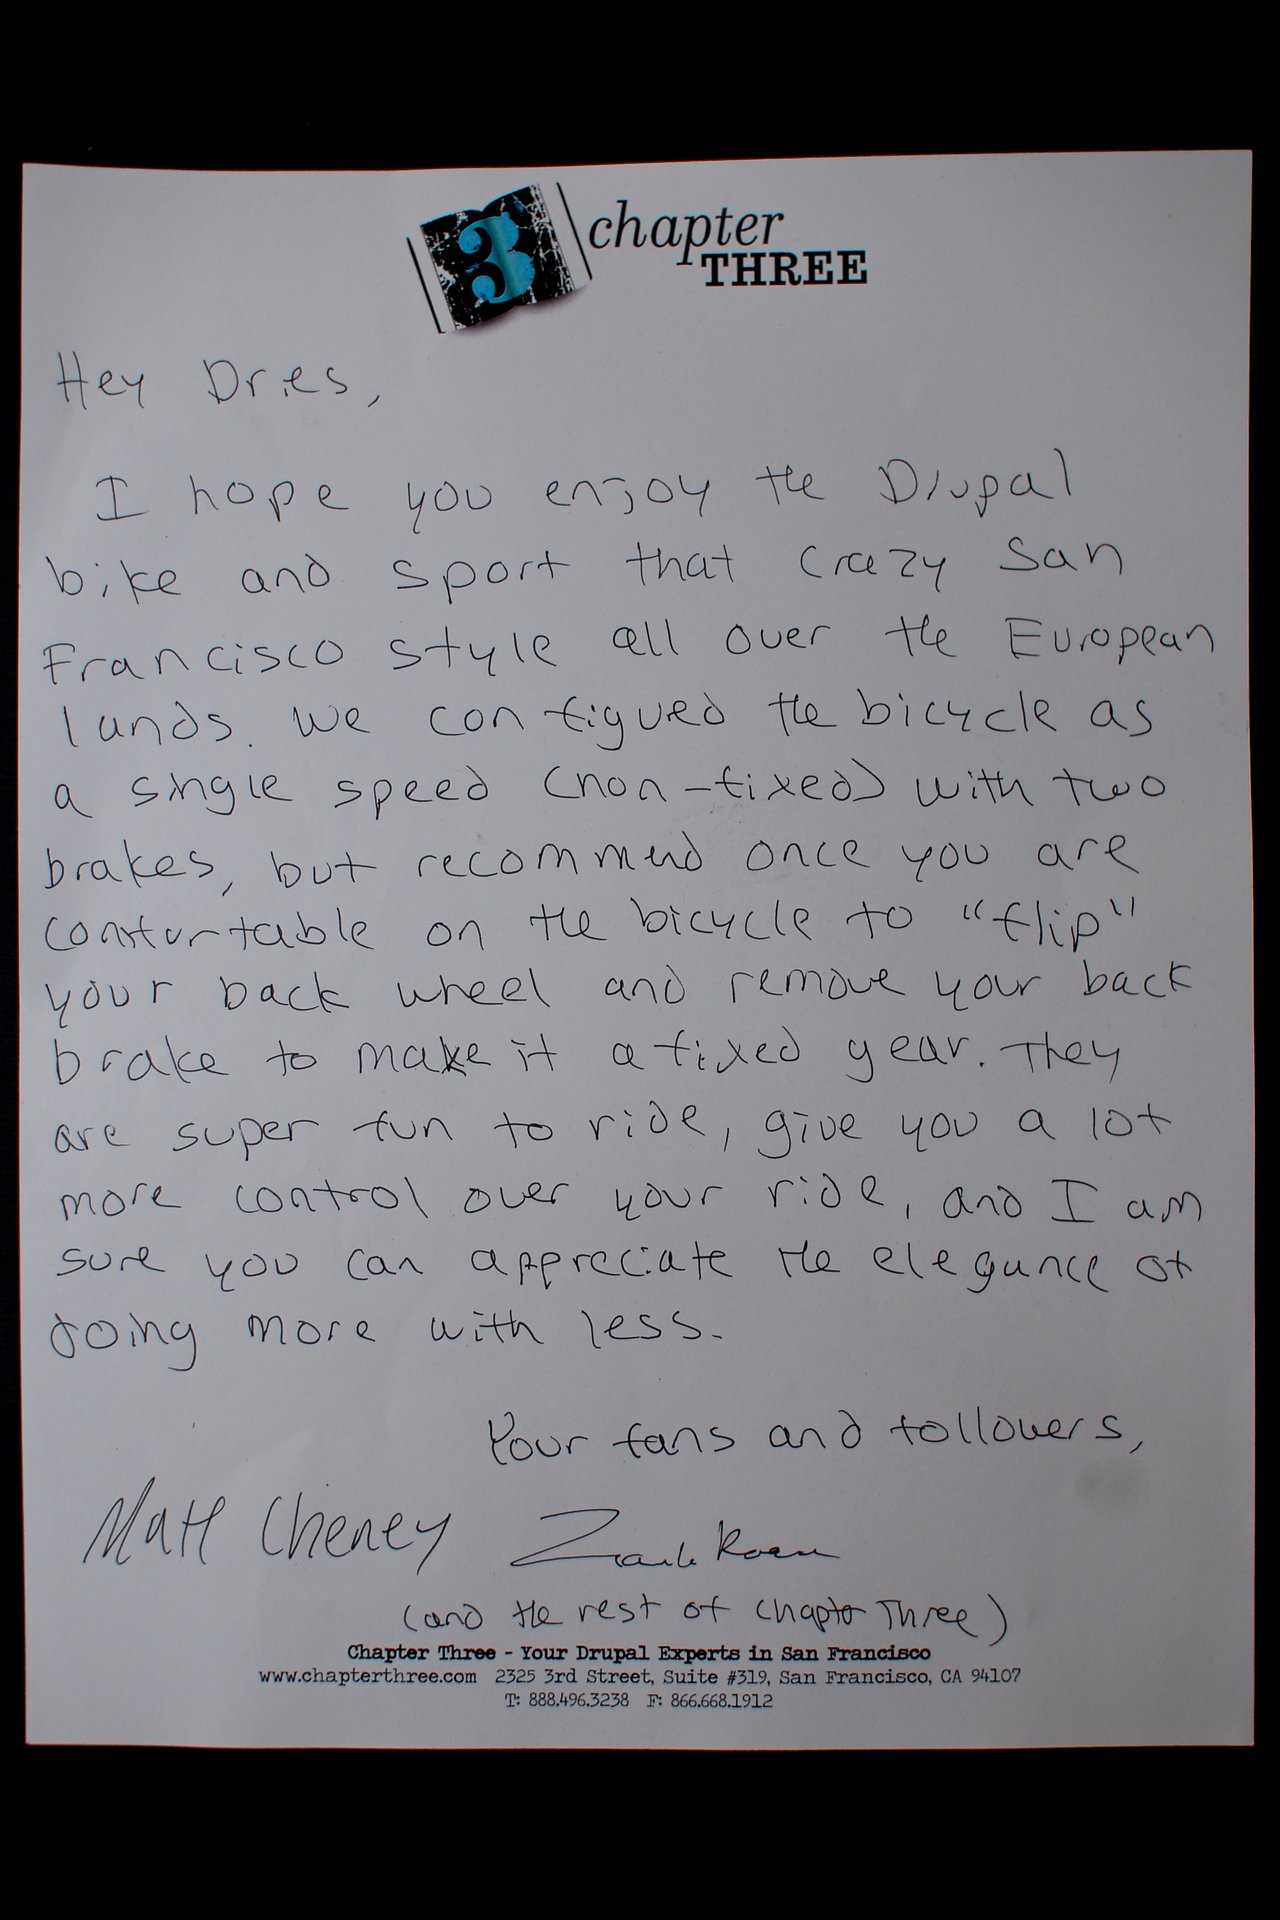 3 chapter
THREE
Hey Dries,
I hope you enjoy the Drupal
bike and sport that crazy San
Francisco style all over the European
lands. We configued the bicycle as
a single speed (non-fixed) with two
brakes, but recommend once you are
comfortable on the bicycle to "flip"
your back wheel and remove your back
brake to make it a fixed gear. They
are super fun to ride, give you a lot
more control over your ride, and I am
sure you can appreciate the elegance of
doing more with less.
Your fans and followers,
Matt Cheney
(and the rest of Chapter Three)
Chapter Three - Your Drupal Experts in San Francisco
www.chapterthree.com 2325 3rd Street, Suite #319, San Francisco, CA 94107
T: 888.496.3238 F: 866.668.1912